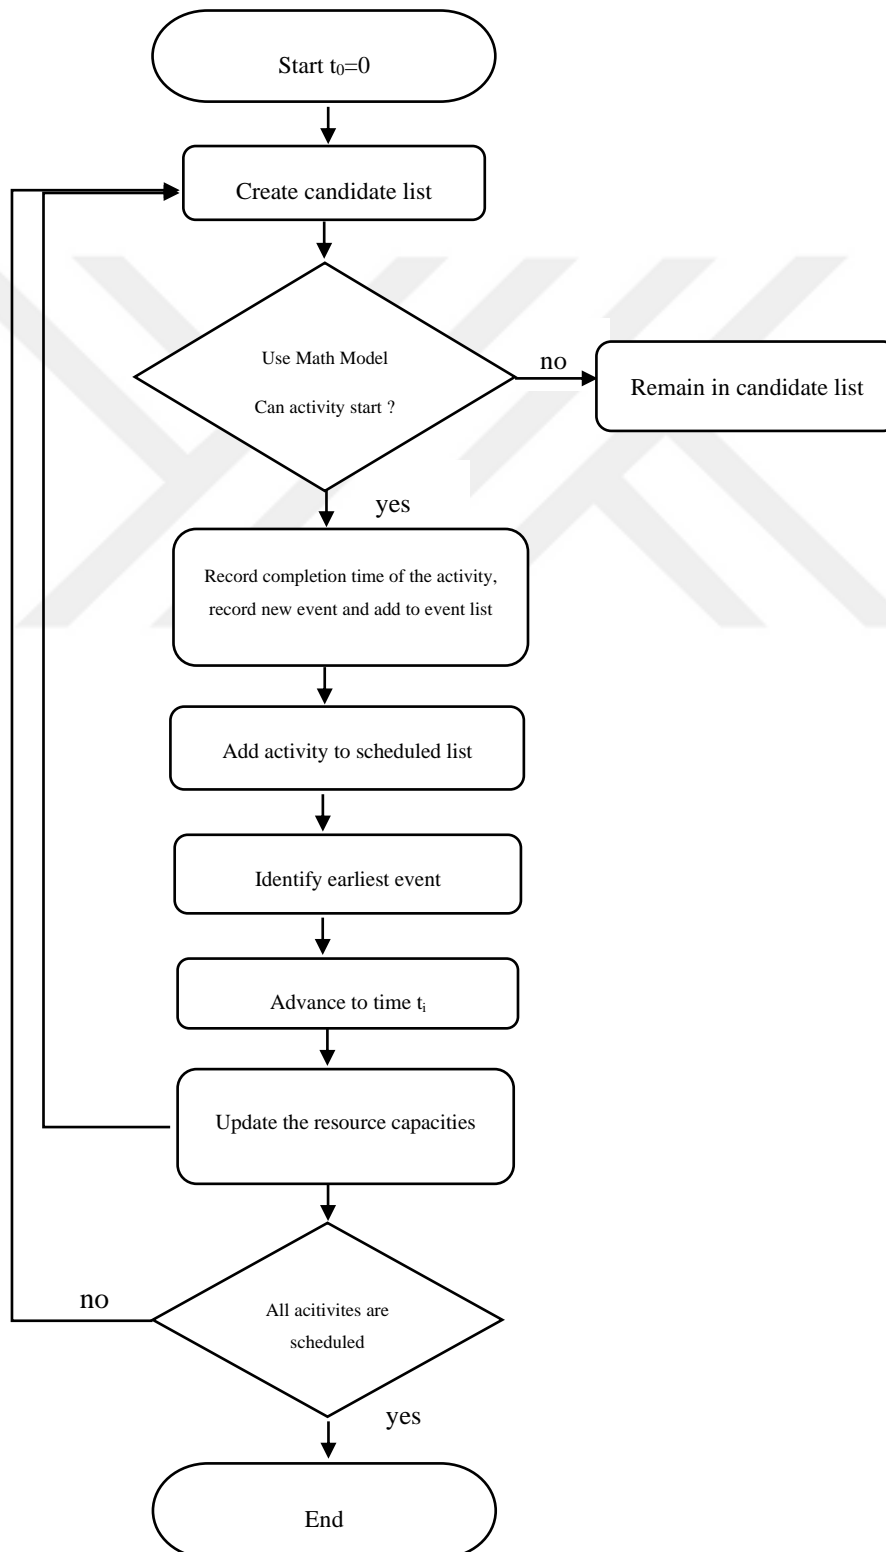 Start t₀=0
Create candidate list
Use Math Model
Can activity start ?
no
Remain in candidate list
yes
Record completion time of the activity,
record new event and add to event list
Add activity to scheduled list
Identify earliest event
Advance to time tᵢ
Update the resource capacities
no
All acitivites are
scheduled
yes
End